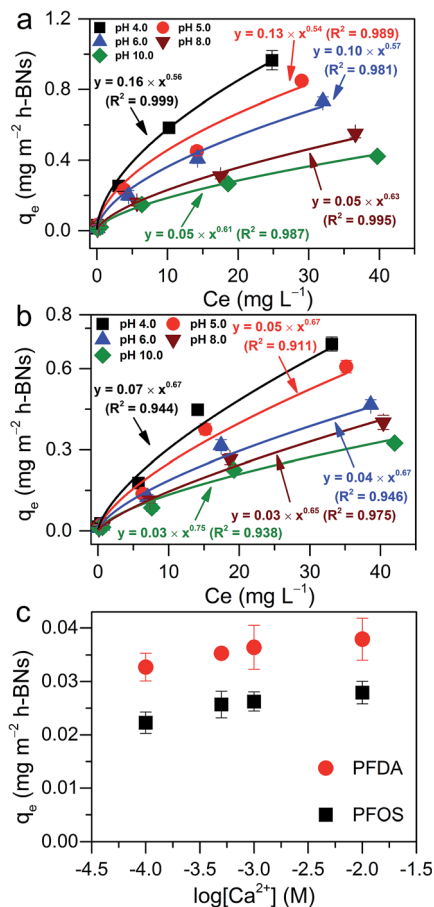 a
pH 4.0 pH 5.0
pH 6.0 pH 8.0
pH 10.0
y = 0.13 × x^0.54 (R² = 0.989)
y = 0.10 × x^0.57
(R² = 0.981)
y = 0.16 × x^0.56
(R² = 0.999)
y = 0.05 × x^0.63
(R² = 0.995)
y = 0.05 × x^0.61 (R² = 0.987)
1.2
0.8
0.4
0.0
qe (mg m⁻² h-BNs)
0 10 20 30 40
Ce (mg L⁻¹)
b
pH 4.0 pH 5.0
pH 6.0 pH 8.0
pH 10.0
y = 0.05 × x^0.67
(R² = 0.911)
y = 0.07 × x^0.67
(R² = 0.944)
y = 0.04 × x^0.67
(R² = 0.946)
y = 0.03 × x^0.65 (R² = 0.975)
y = 0.03 × x^0.75 (R² = 0.938)
0.8
0.6
0.3
0.0
qe (mg m⁻² h-BNs)
0 10 20 30 40
Ce (mg L⁻¹)
c
0.04
0.03
0.02
0.01
0.00
qe (mg m⁻² h-BNs)
PFDA
PFOS
-4.5 -4.0 -3.5 -3.0 -2.5 -2.0 -1.5
log[Ca²⁺] (M)